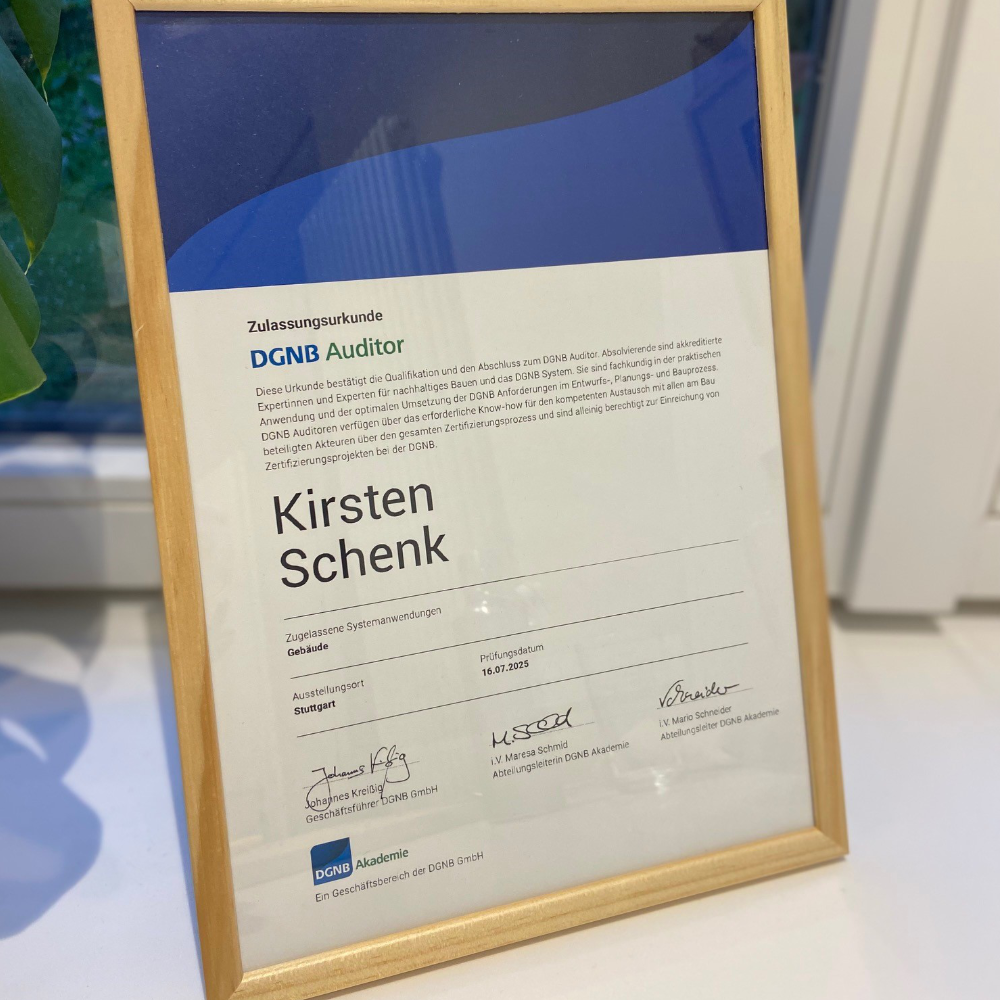 Zulassungsurkunde
DGNB Auditor
Diese Urkunde bestätigt die Qualifikation und den Abschluss zum DGNB Auditor. Absolvierende sind akkreditierte
Expertinnen und Experten für nachhaltiges Bauen und das DGNB System. Sie sind fachkundig in der praktischen
Anwendung und der optimalen Umsetzung der DGNB Anforderungen im Entwurfs-, Planungs- und Bauprozess.
DGNB Auditoren verfügen über das erforderliche Know-how für den kompetenten Austausch mit allen am Bau
beteiligten Akteuren über den gesamten Zertifizierungsprozess und sind alleinig berechtigt zur Einreichung von
Zertifizierungsprojekten bei der DGNB.
Kirsten
Schenk
Zugelassene Systemanwendungen
Gebäude
Ausstellungsort
Stuttgart
Prüfungsdatum
16.07.2025
Johannes Kreißig
Johannes Kreißig
Geschäftsführer DGNB GmbH
M. Schmid
i.V. Maresa Schmid
Abteilungsleiterin DGNB Akademie
Schneider
i.V. Mario Schneider
Abteilungsleiter DGNB Akademie
DGNB Akademie
Ein Geschäftsbereich der DGNB GmbH